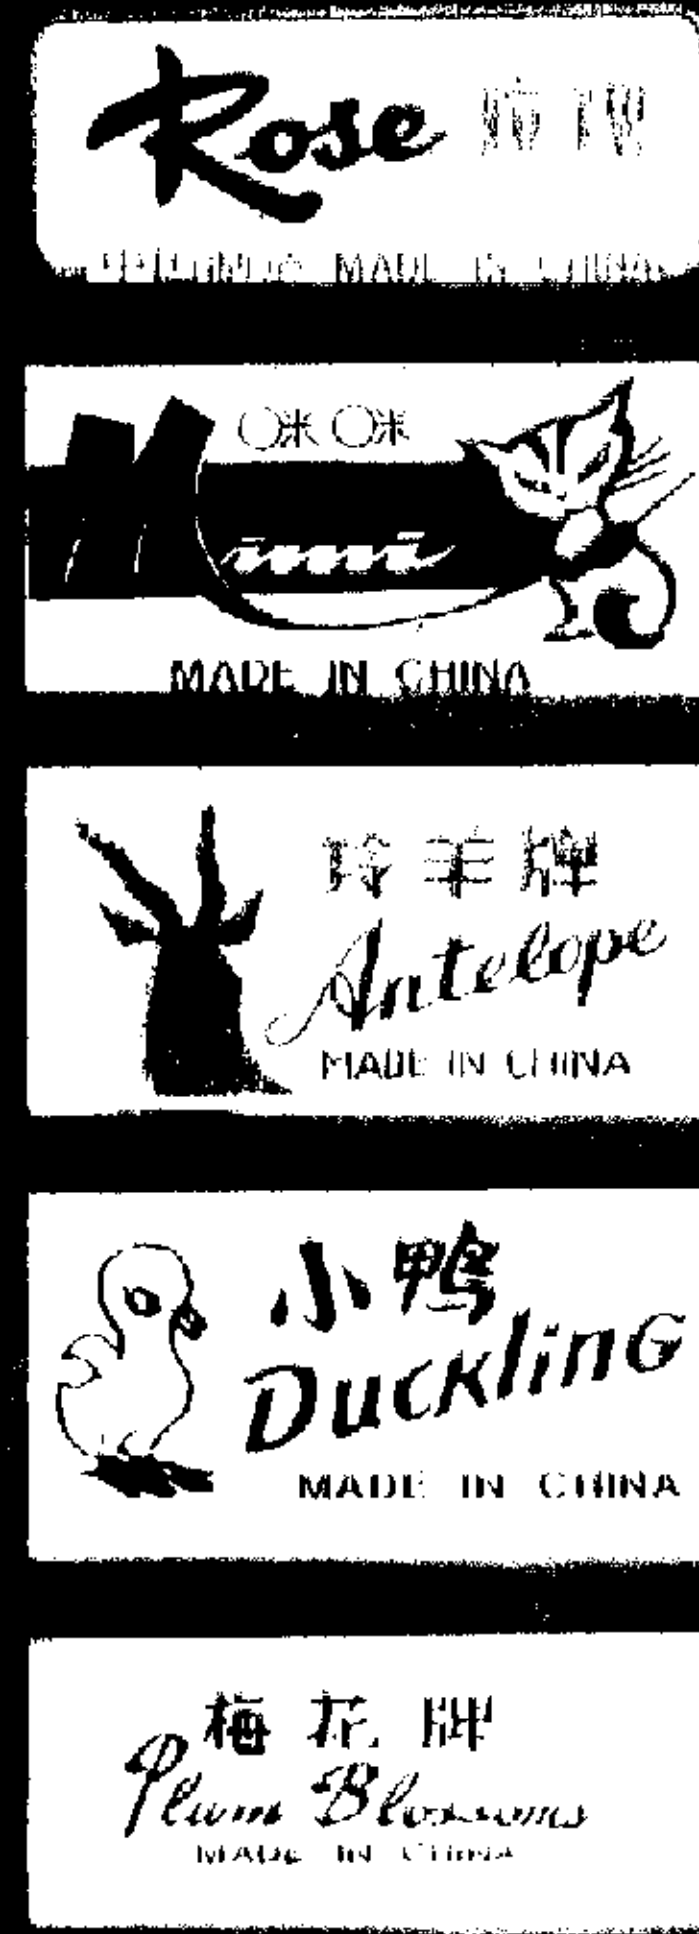 Rose
MADE IN CHINA
咪咪
Mimi
MADE IN CHINA
羚羊牌
Antelope
MADE IN CHINA
小鸭
Duckling
MADE IN CHINA
梅花牌
Plum Blossoms
MADE IN CHINA